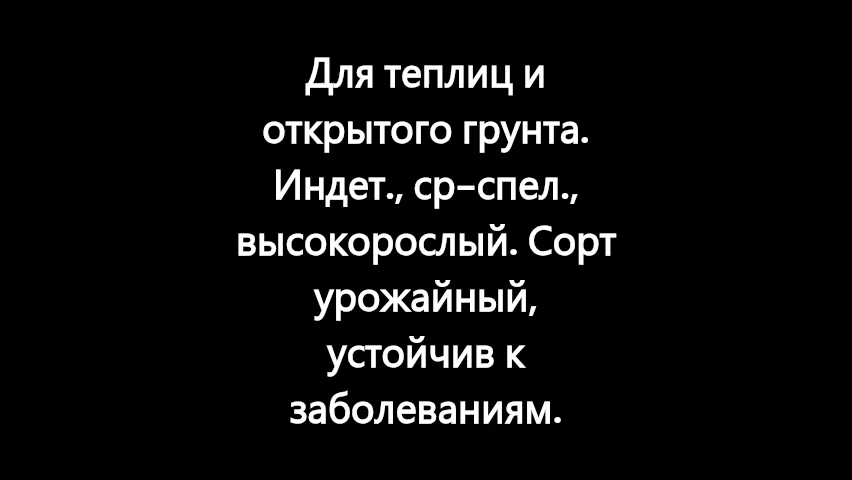 Для теплиц и
открытого грунта.
Индет., ср-спел.,
высокорослый. Сорт
урожайный,
устойчив к
заболеваниям.